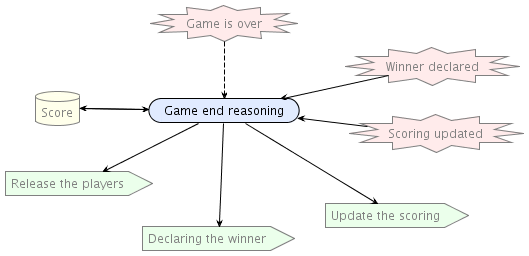 Game is over
Winner declared
Score
Game end reasoning
Scoring updated
Release the players
Update the scoring
Declaring the winner